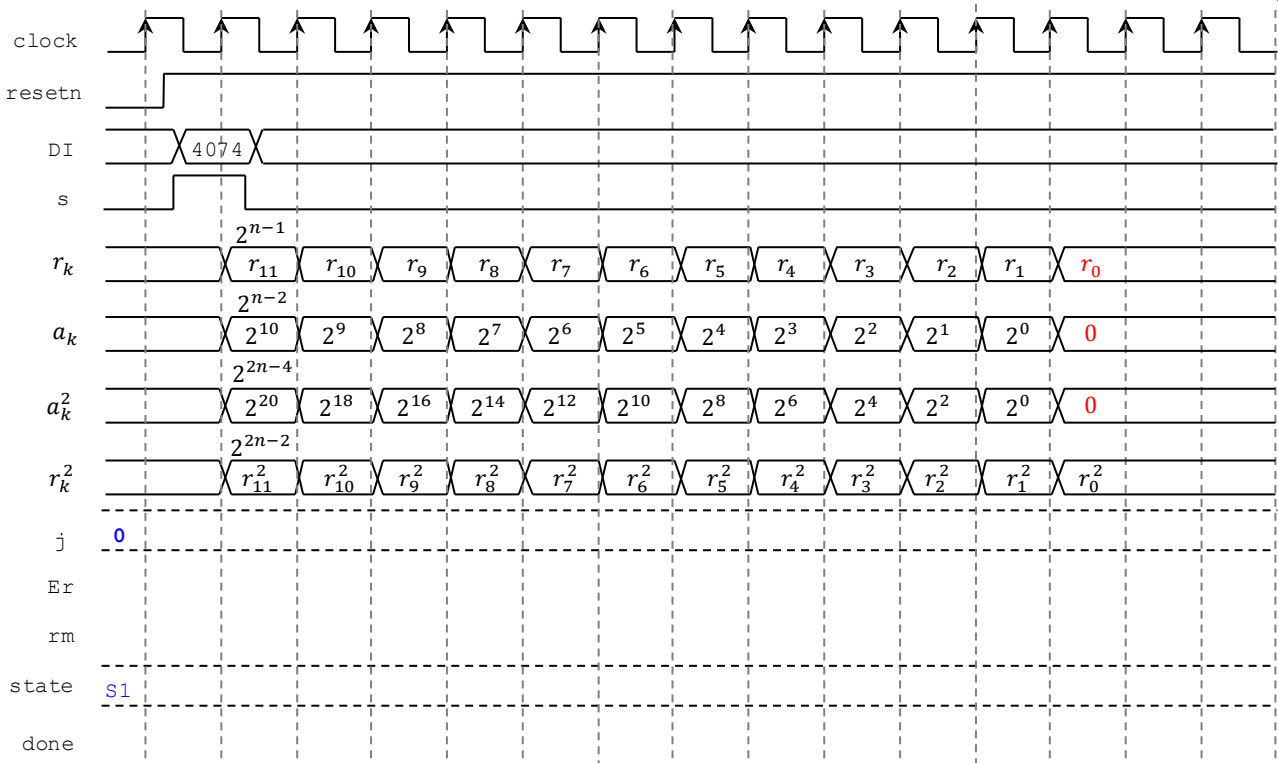 clock
resetn
DI 4074
s
2^{n-1}
r_k r_{11} r_{10} r_9 r_8 r_7 r_6 r_5 r_4 r_3 r_2 r_1 r_0
2^{n-2}
a_k 2^{10} 2^9 2^8 2^7 2^6 2^5 2^4 2^3 2^2 2^1 2^0 0
2^{2n-4}
a_k^2 2^{20} 2^{18} 2^{16} 2^{14} 2^{12} 2^{10} 2^8 2^6 2^4 2^2 2^0 0
2^{2n-2}
r_k^2 r_{11}^2 r_{10}^2 r_9^2 r_8^2 r_7^2 r_6^2 r_5^2 r_4^2 r_3^2 r_2^2 r_1^2 r_0^2
j 0
Er
rm
state S1
done